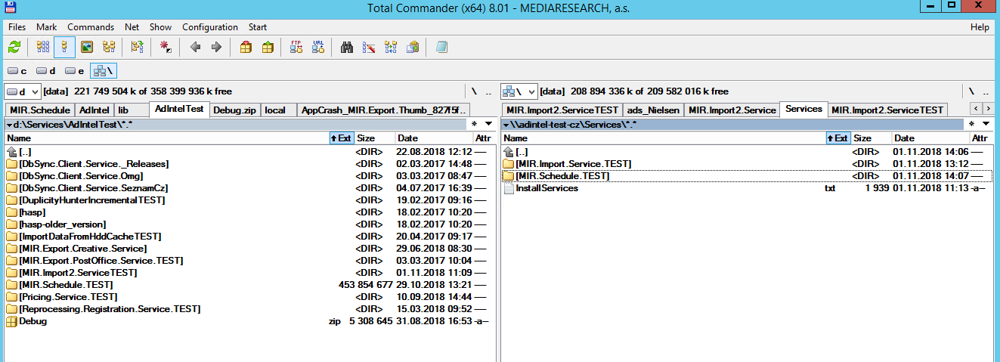 Total Commander (x64) 8.01 - MEDIARESEARCH, a.s.
Files Mark Commands Net Show Configuration Start Help
FTP URL
c d e \
d [data] 221 749 504 k of 358 399 936 k free \ ..
MIR.Schedule AdIntel lib AdIntelTest Debug.zip local AppCrash_MIR.Export.Thumb_827f5f..
d:\Services\AdIntelTest\*.* * 
Name Ext Size Date Attr
[..] <DIR> 22.08.2018 12:12 ----
[DbSync.Client.Service._Releases] <DIR> 02.03.2017 14:48 ----
[DbSync.Client.Service.Omg] <DIR> 03.03.2017 08:47 ----
[DbSync.Client.Service.SeznamCz] <DIR> 04.07.2017 16:39 ----
[DuplicityHunterIncrementalTEST] <DIR> 19.02.2017 09:16 ----
[hasp] <DIR> 18.02.2017 10:20 ----
[hasp-older_version] <DIR> 18.02.2017 10:20 ----
[ImportDataFromHddCacheTEST] <DIR> 20.04.2017 09:17 ----
[MIR.Export.Creative.Service] <DIR> 29.06.2018 08:30 ----
[MIR.Export.PostOffice.Service.TEST] <DIR> 03.03.2017 10:04 ----
[MIR.Import2.ServiceTEST] <DIR> 01.11.2018 11:09 ----
[MIR.Schedule.TEST] 453 854 677 29.10.2018 13:21 ----
[Pricing.Service.TEST] <DIR> 10.09.2018 14:44 ----
[Reprocessing.Registration.Service.TEST] <DIR> 15.03.2018 09:52 ----
Debug zip 5 308 645 31.08.2018 16:53 -a--
\ [data] 208 894 336 k of 209 582 016 k free \ ..
MIR.Import2.ServiceTEST ads_Nielsen MIR.Import2.Service Services MIR.Import2.ServiceTEST
\\adintel-test-cz\Services\*.* *
Name Ext Size Date Attr
[..] <DIR> 01.11.2018 14:06 ----
[MIR.Import.Service.TEST] <DIR> 01.11.2018 13:12 ----
[MIR.Schedule.TEST] <DIR> 01.11.2018 14:07 ----
InstallServices txt 1 939 01.11.2018 11:13 -a--